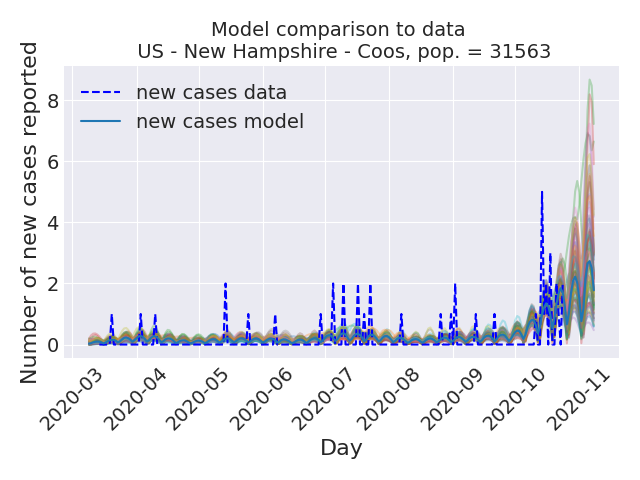 Model comparison to data
US - New Hampshire - Coos, pop. = 31563
Number of new cases reported
8
6
4
2
0
new cases data
new cases model
2020-03
2020-04
2020-05
2020-06
2020-07
2020-08
2020-09
2020-10
2020-11
Day